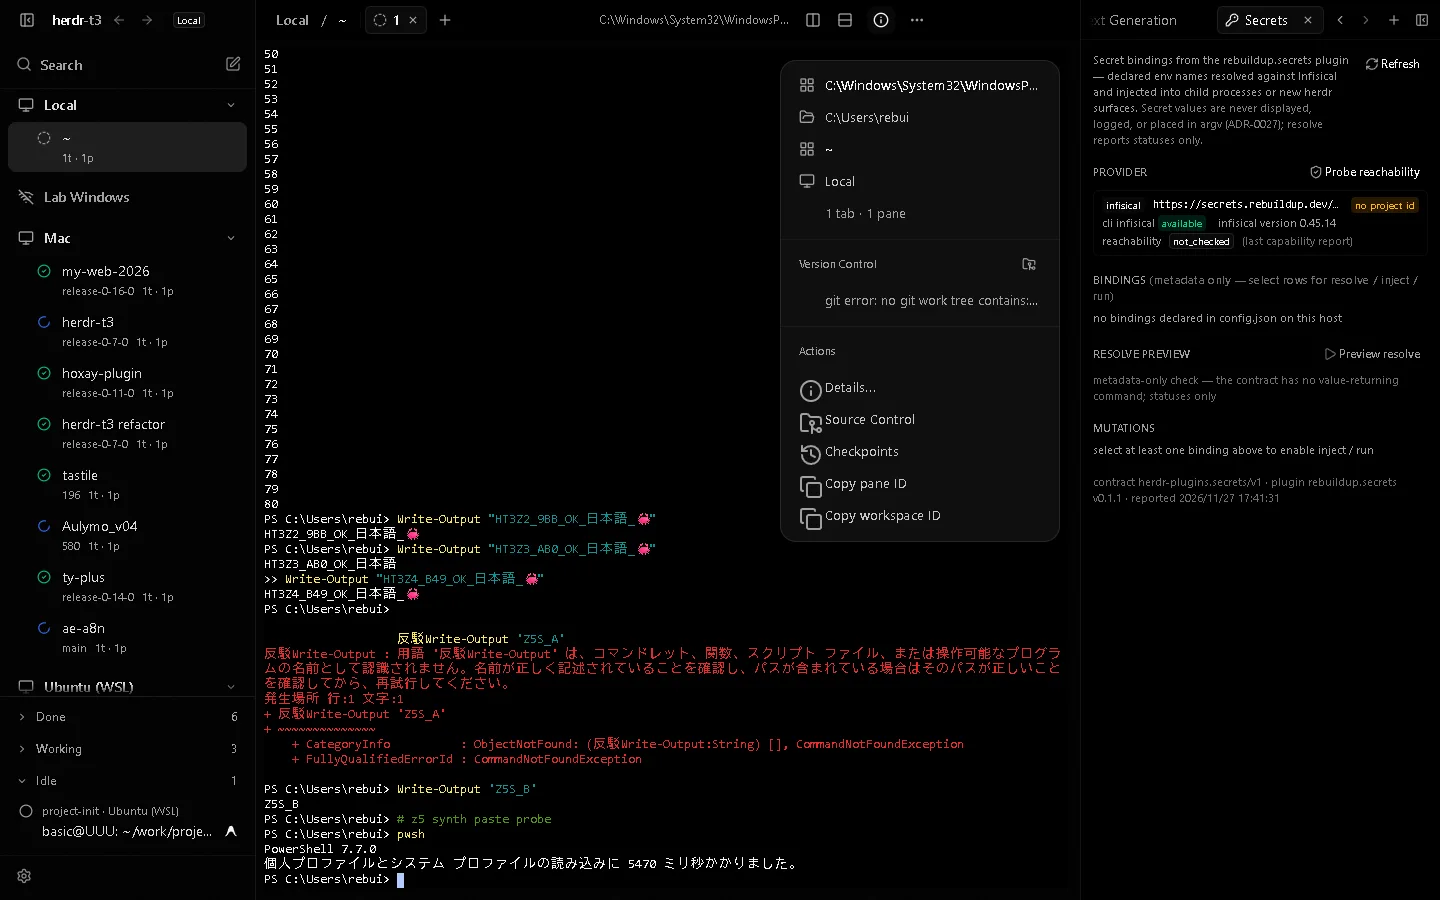 herdr-t3
Local
Search
Local
~
1t · 1p
Lab Windows
Mac
my-web-2026
release-0-16-0 1t · 1p
herdr-t3
release-0-7-0 1t · 1p
hoxay-plugin
release-0-11-0 1t · 1p
herdr-t3 refactor
release-0-7-0 1t · 1p
tastile
196 1t · 1p
Aulymo_v04
580 1t · 1p
ty-plus
release-0-14-0 1t · 1p
ae-a8n
main 1t · 1p
Ubuntu (WSL)
Done 6
Working 3
Idle 1
project-init · Ubuntu (WSL)
basic@UUU: ~/work/proje...
Local / ~
1
C:\Windows\System32\WindowsP...
50
51
52
53
54
55
56
57
58
59
60
61
62
63
64
65
66
67
68
69
70
71
72
73
74
75
76
77
78
79
80
PS C:\Users\rebui> Write-Output "HT3Z2_9BB_OK_日本語_🦀"
HT3Z2_9BB_OK_日本語_🦀
PS C:\Users\rebui> Write-Output "HT3Z3_AB0_OK_日本語_🦀"
HT3Z3_AB0_OK_日本語
>> Write-Output "HT3Z4_B49_OK_日本語_🦀"
HT3Z4_B49_OK_日本語_🦀
PS C:\Users\rebui>
反駁Write-Output 'Z5S_A'
反駁Write-Output : 用語 '反駁Write-Output' は、コマンドレット、関数、スクリプト ファイル、または操作可能なプログラ
ムの名前として認識されません。名前が正しく記述されていることを確認し、パスが含まれている場合はそのパスが正しいこと
を確認してから、再試行してください。
発生場所 行:1 文字:1
+ 反駁Write-Output 'Z5S_A'
+ ~~~~~~~~~~~~~~
+ CategoryInfo : ObjectNotFound: (反駁Write-Output:String) [], CommandNotFoundException
+ FullyQualifiedErrorId : CommandNotFoundException
PS C:\Users\rebui> Write-Output 'Z5S_B'
Z5S_B
PS C:\Users\rebui> # z5 synth paste probe
PS C:\Users\rebui> pwsh
PowerShell 7.7.0
個人プロファイルとシステム プロファイルの読み込みに 5470 ミリ秒かかりました。
PS C:\Users\rebui>
C:\Windows\System32\WindowsP...
C:\Users\rebui
~
Local
1 tab · 1 pane
Version Control
git error: no git work tree contains:...
Actions
Details...
Source Control
Checkpoints
Copy pane ID
Copy workspace ID
Generation
Secrets
Secret bindings from the rebuildup.secrets plugin
— declared env names resolved against Infisical
and injected into child processes or new herdr
surfaces. Secret values are never displayed,
logged, or placed in argv (ADR-0027); resolve
reports statuses only.
Refresh
PROVIDER
Probe reachability
infisical https://secrets.rebuildup.dev/... no project id
cli infisical available infisical version 0.45.14
reachability not_checked (last capability report)
BINDINGS (metadata only — select rows for resolve / inject /
run)
no bindings declared in config.json on this host
RESOLVE PREVIEW
Preview resolve
metadata-only check — the contract has no value-returning
command; statuses only
MUTATIONS
select at least one binding above to enable inject / run
contract herdr-plugins.secrets/v1 · plugin rebuildup.secrets
v0.1.1 · reported 2026/11/27 17:41:31